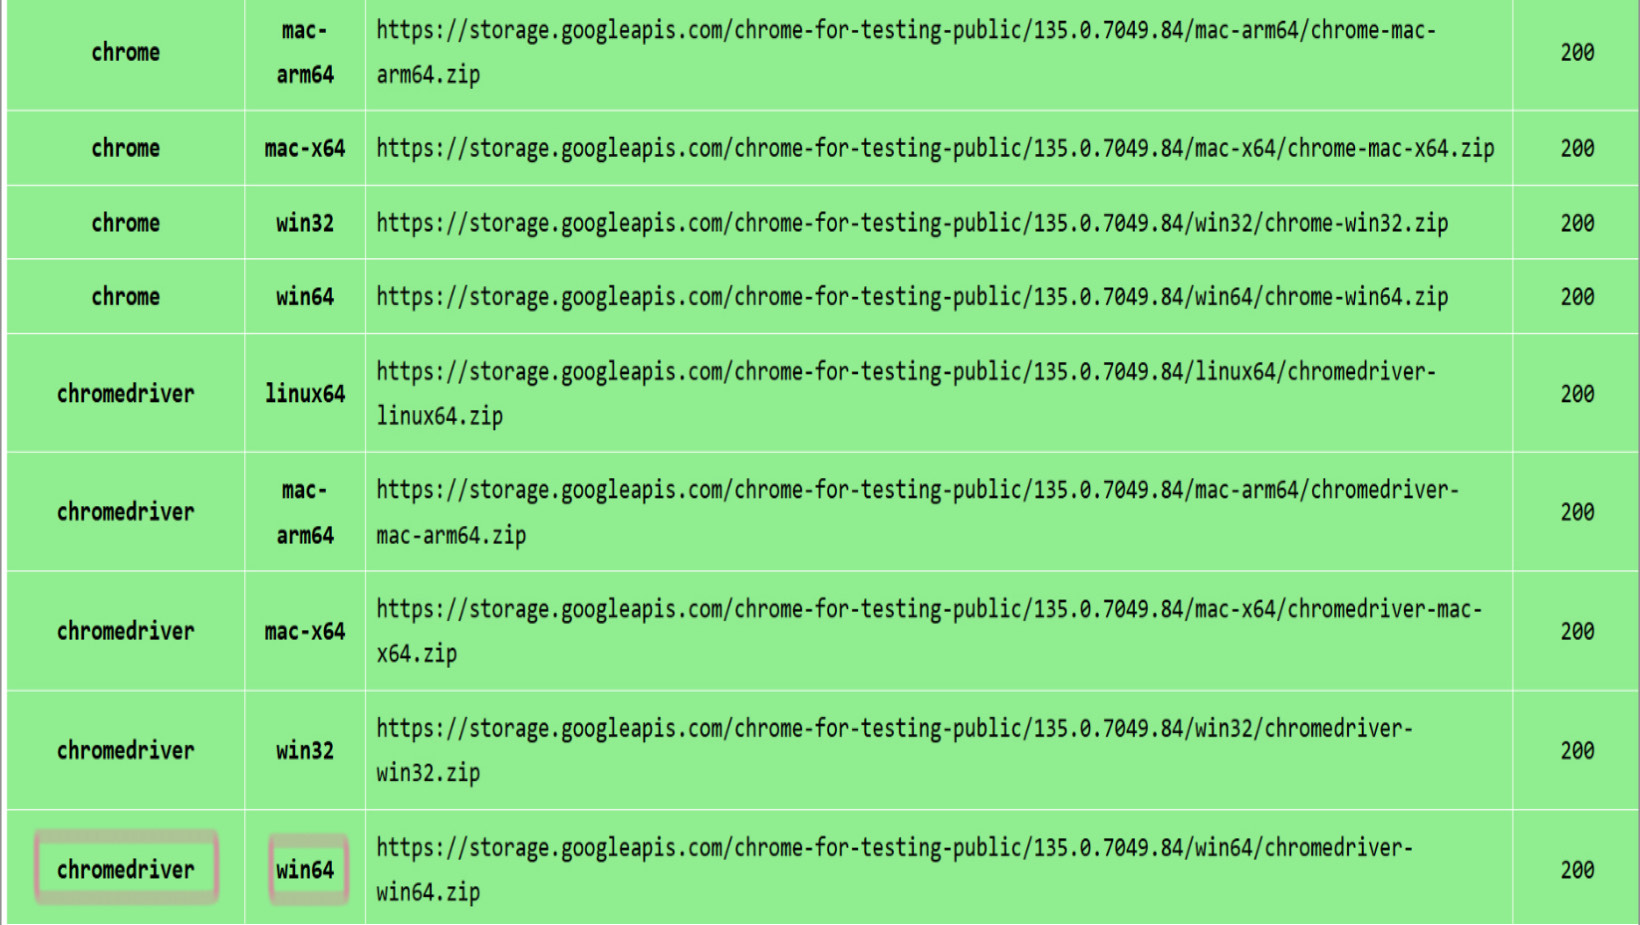 chrome mac-arm64 https://storage.googleapis.com/chrome-for-testing-public/135.0.7049.84/mac-arm64/chrome-mac-arm64.zip 200
chrome mac-x64 https://storage.googleapis.com/chrome-for-testing-public/135.0.7049.84/mac-x64/chrome-mac-x64.zip 200
chrome win32 https://storage.googleapis.com/chrome-for-testing-public/135.0.7049.84/win32/chrome-win32.zip 200
chrome win64 https://storage.googleapis.com/chrome-for-testing-public/135.0.7049.84/win64/chrome-win64.zip 200
chromedriver linux64 https://storage.googleapis.com/chrome-for-testing-public/135.0.7049.84/linux64/chromedriver-linux64.zip 200
chromedriver mac-arm64 https://storage.googleapis.com/chrome-for-testing-public/135.0.7049.84/mac-arm64/chromedriver-mac-arm64.zip 200
chromedriver mac-x64 https://storage.googleapis.com/chrome-for-testing-public/135.0.7049.84/mac-x64/chromedriver-mac-x64.zip 200
chromedriver win32 https://storage.googleapis.com/chrome-for-testing-public/135.0.7049.84/win32/chromedriver-win32.zip 200
chromedriver win64 https://storage.googleapis.com/chrome-for-testing-public/135.0.7049.84/win64/chromedriver-win64.zip 200